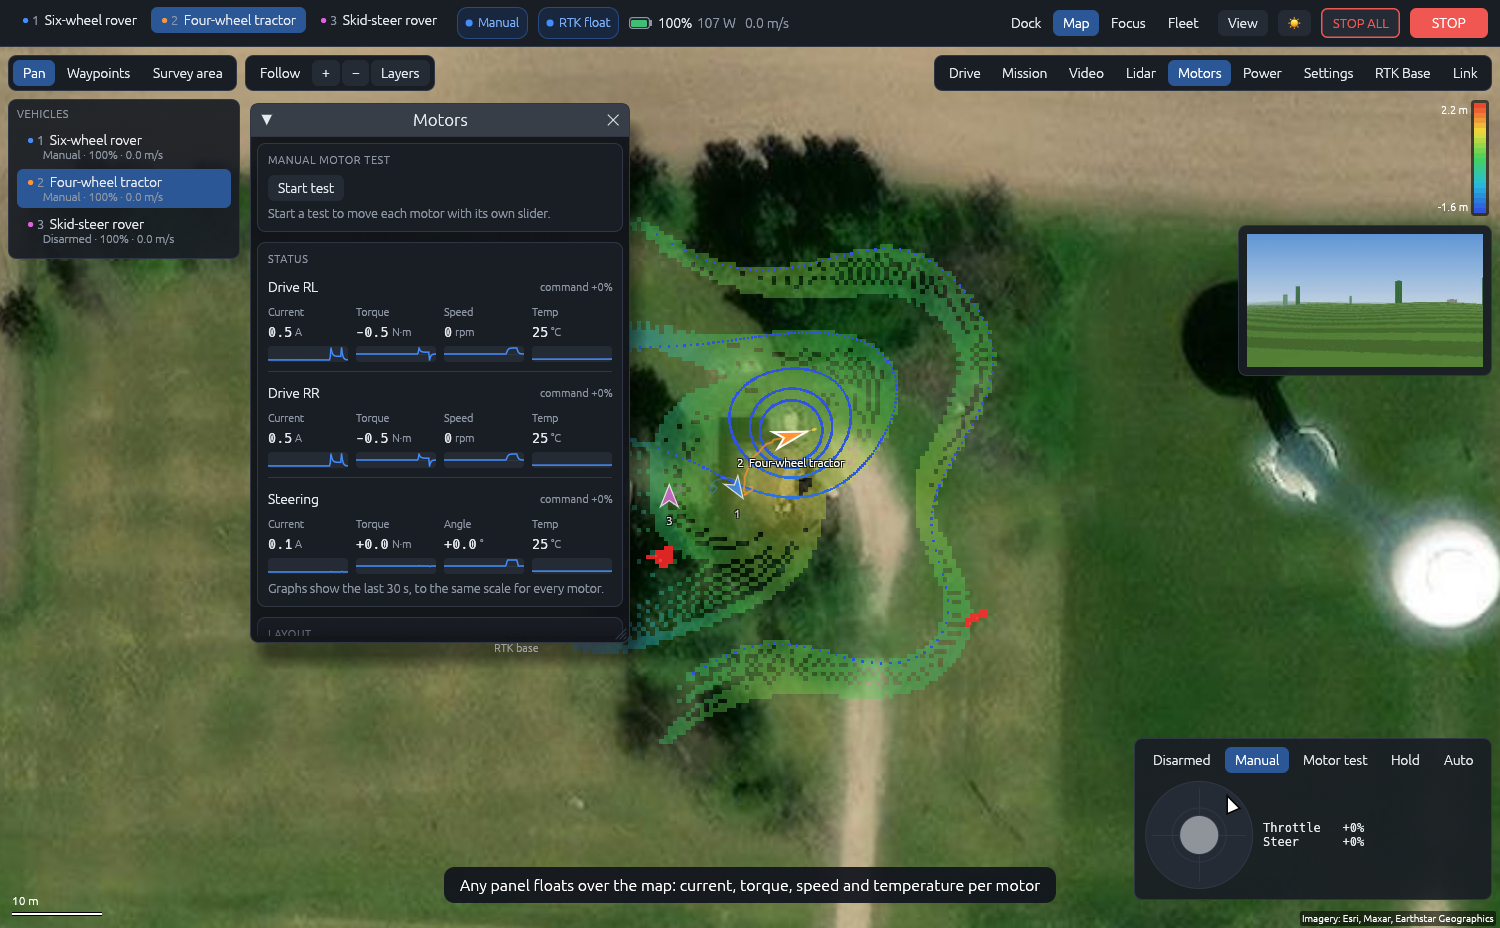 1 Six-wheel rover
2 Four-wheel tractor
3 Skid-steer rover
Manual
RTK float
100% 107 W 0.0 m/s
Dock
Map
Focus
Fleet
View
STOP ALL
STOP
Pan
Waypoints
Survey area
Follow
+
−
Layers
Drive
Mission
Video
Lidar
Motors
Power
Settings
RTK Base
Link
VEHICLES
1 Six-wheel rover
Manual · 100% · 0.0 m/s
2 Four-wheel tractor
Manual · 100% · 0.0 m/s
3 Skid-steer rover
Disarmed · 100% · 0.0 m/s
Motors
MANUAL MOTOR TEST
Start test
Start a test to move each motor with its own slider.
STATUS
Drive RL command +0%
Current Torque Speed Temp
0.5 A −0.5 N·m 0 rpm 25 °C
Drive RR command +0%
Current Torque Speed Temp
0.5 A −0.5 N·m 0 rpm 25 °C
Steering command +0%
Current Torque Angle Temp
0.1 A +0.0 N·m +0.0 ° 25 °C
Graphs show the last 30 s, to the same scale for every motor.
LAYOUT
RTK base
2.2 m
-1.6 m
2 Four-wheel tractor
1
3
Disarmed
Manual
Motor test
Hold
Auto
Throttle +0%
Steer +0%
Any panel floats over the map: current, torque, speed and temperature per motor
10 m
Imagery: Esri, Maxar, Earthstar Geographics